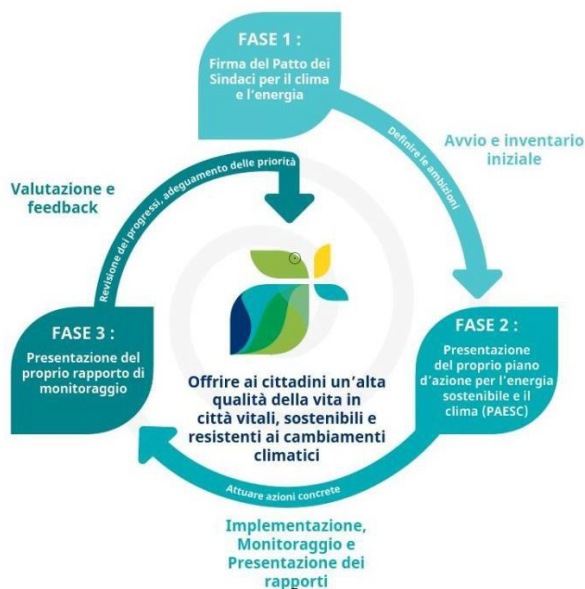 FASE 1 :
Firma del Patto dei
Sindaci per il clima
e l'energia
Definire le ambizioni
Avvio e inventario
iniziale
FASE 2 :
Presentazione
del proprio piano
d'azione per l'energia
sostenibile e il
clima (PAESC)
Attuare azioni concrete
Implementazione,
Monitoraggio e
Presentazione dei
rapporti
FASE 3 :
Presentazione del
proprio rapporto di
monitoraggio
Revisione dei progressi, adeguamento delle priorità
Valutazione e
feedback
Offrire ai cittadini un'alta
qualità della vita in
città vitali, sostenibili e
resistenti ai cambiamenti
climatici